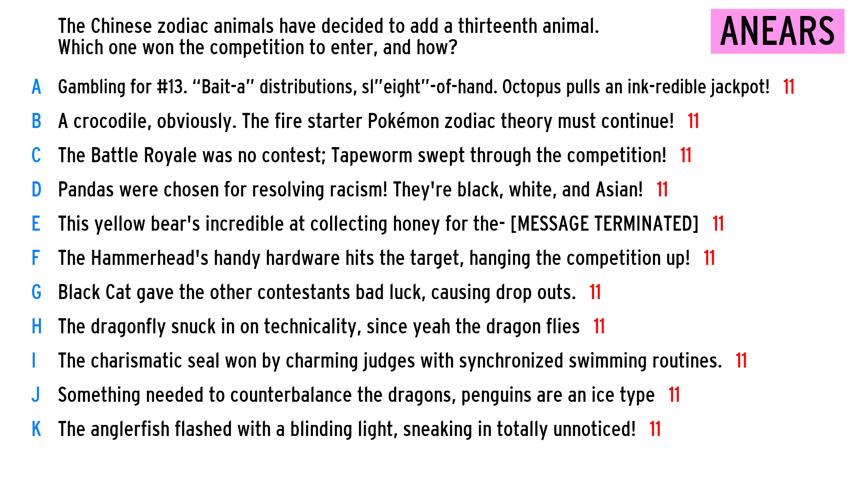 The Chinese zodiac animals have decided to add a thirteenth animal.
Which one won the competition to enter, and how?
ANEARS
A Gambling for #13. “Bait-a” distributions, sl”eight”-of-hand. Octopus pulls an ink-redible jackpot! 11
B A crocodile, obviously. The fire starter Pokémon zodiac theory must continue! 11
C The Battle Royale was no contest; Tapeworm swept through the competition! 11
D Pandas were chosen for resolving racism! They're black, white, and Asian! 11
E This yellow bear's incredible at collecting honey for the- [MESSAGE TERMINATED] 11
F The Hammerhead's handy hardware hits the target, hanging the competition up! 11
G Black Cat gave the other contestants bad luck, causing drop outs. 11
H The dragonfly snuck in on technicality, since yeah the dragon flies 11
I The charismatic seal won by charming judges with synchronized swimming routines. 11
J Something needed to counterbalance the dragons, penguins are an ice type 11
K The anglerfish flashed with a blinding light, sneaking in totally unnoticed! 11